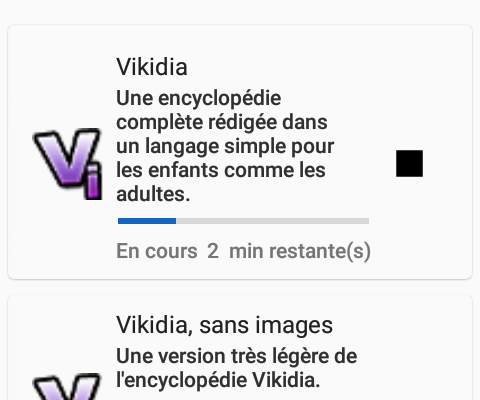 Vikidia
Une encyclopédie
complète rédigée dans
un langage simple pour
les enfants comme les
adultes.
Vi
En cours 2 min restante(s)
Vikidia, sans images
Une version très légère de
l'encyclopédie Vikidia.
V